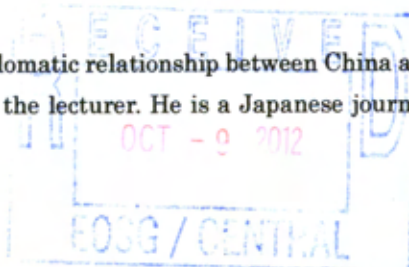 RECEIVED
lomatic relationship between China a
the lecturer. He is a Japanese journ
OCT - 9 2012
EOSG / CENTRAL